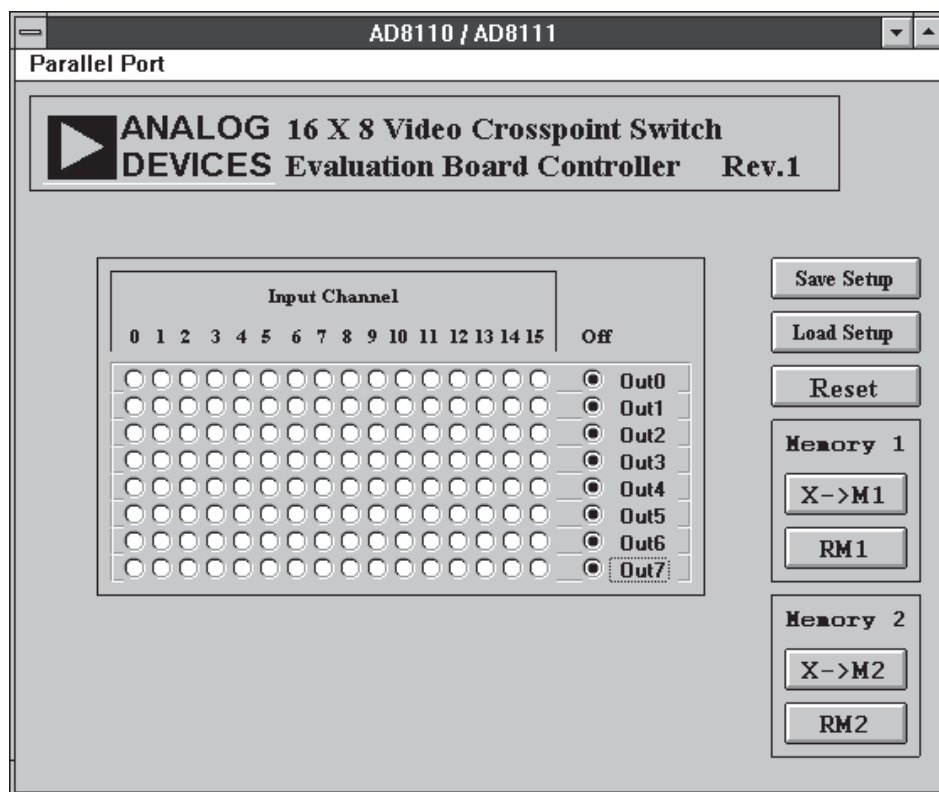 AD8110 / AD8111
Parallel Port
ANALOG DEVICES
16 X 8 Video Crosspoint Switch
Evaluation Board Controller Rev.1
Input Channel
0 1 2 3 4 5 6 7 8 9 10 11 12 13 14 15 Off
Out0
Out1
Out2
Out3
Out4
Out5
Out6
Out7
Save Setup
Load Setup
Reset
Memory 1
X->M1
RM1
Memory 2
X->M2
RM2